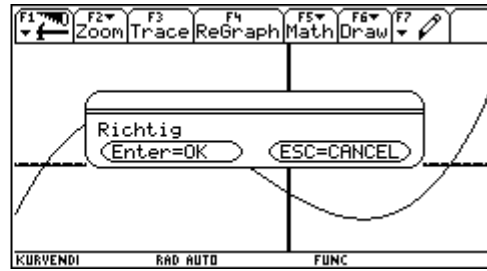 F1 F2 F3 F4 F5 F6 F7
Zoom Trace ReGraph Math Draw
Richtig
Enter=OK ESC=CANCEL
KURVENDI RAD AUTO FUNC